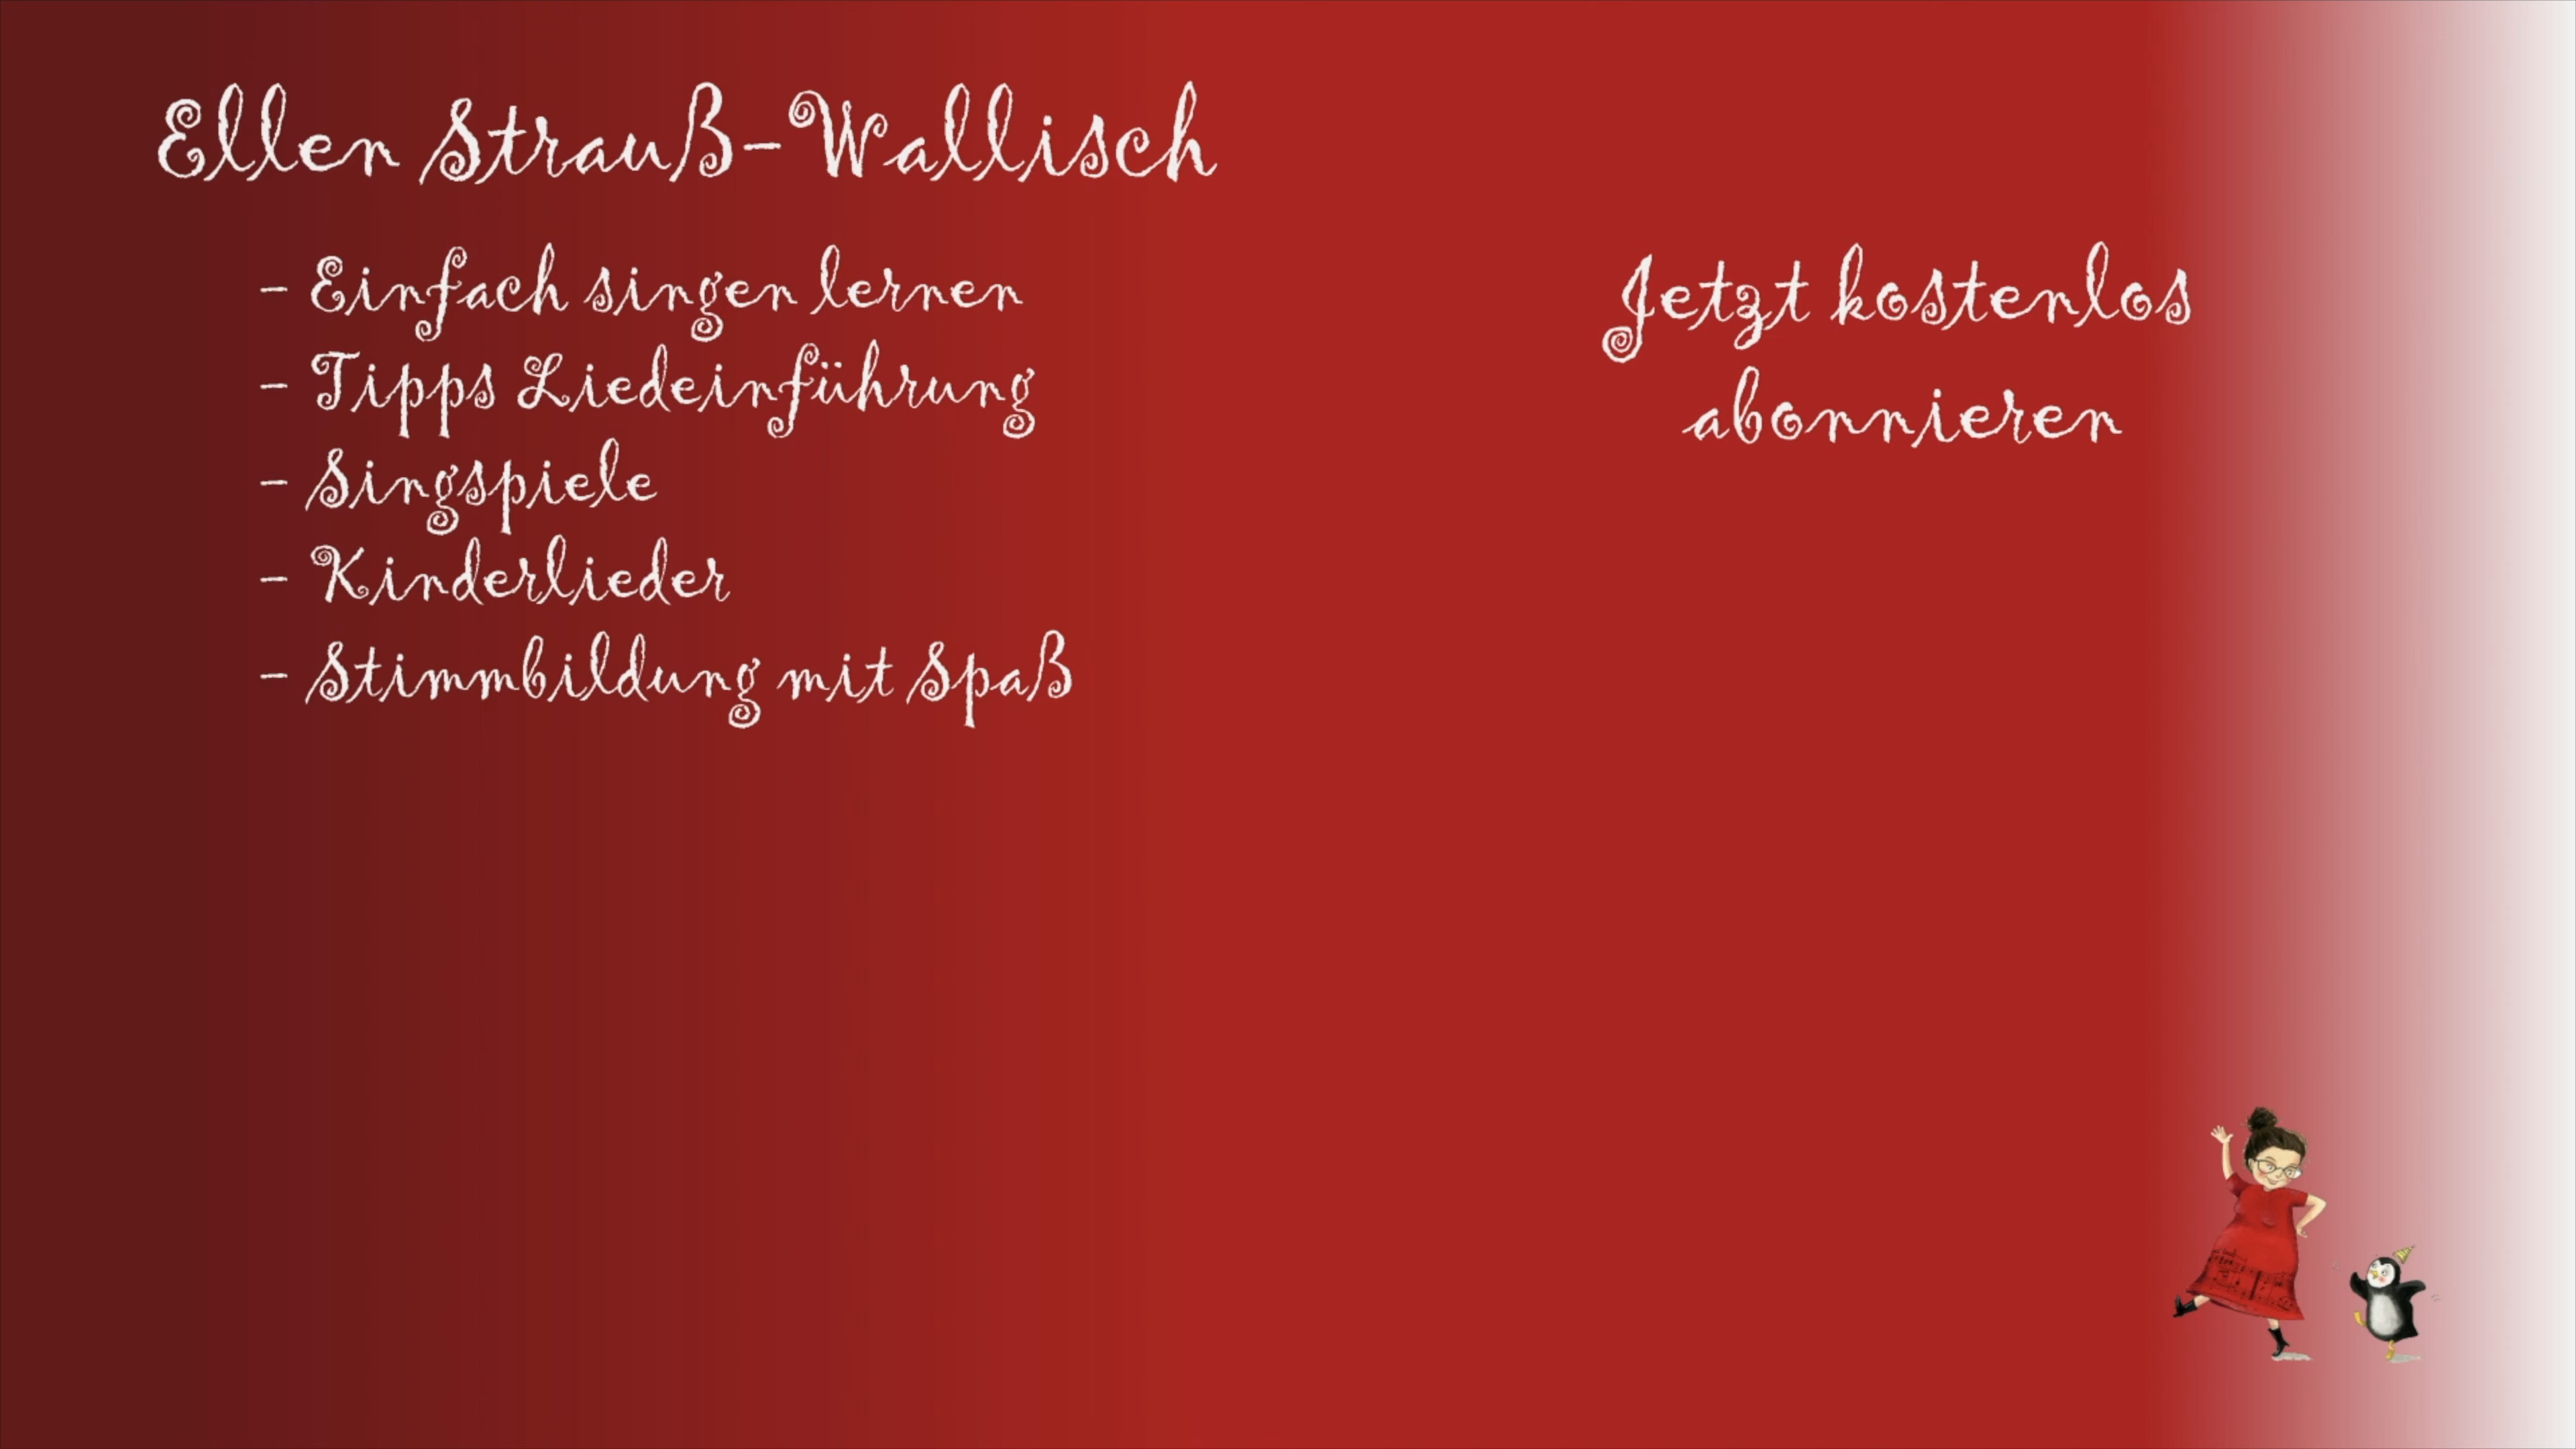 Ellen Strauß-Wallisch
- Einfach singen lernen
- Tipps Liedeinführung
- Singspiele
- Kinderlieder
- Stimmbildung mit Spaß
Jetzt kostenlos
abonnieren